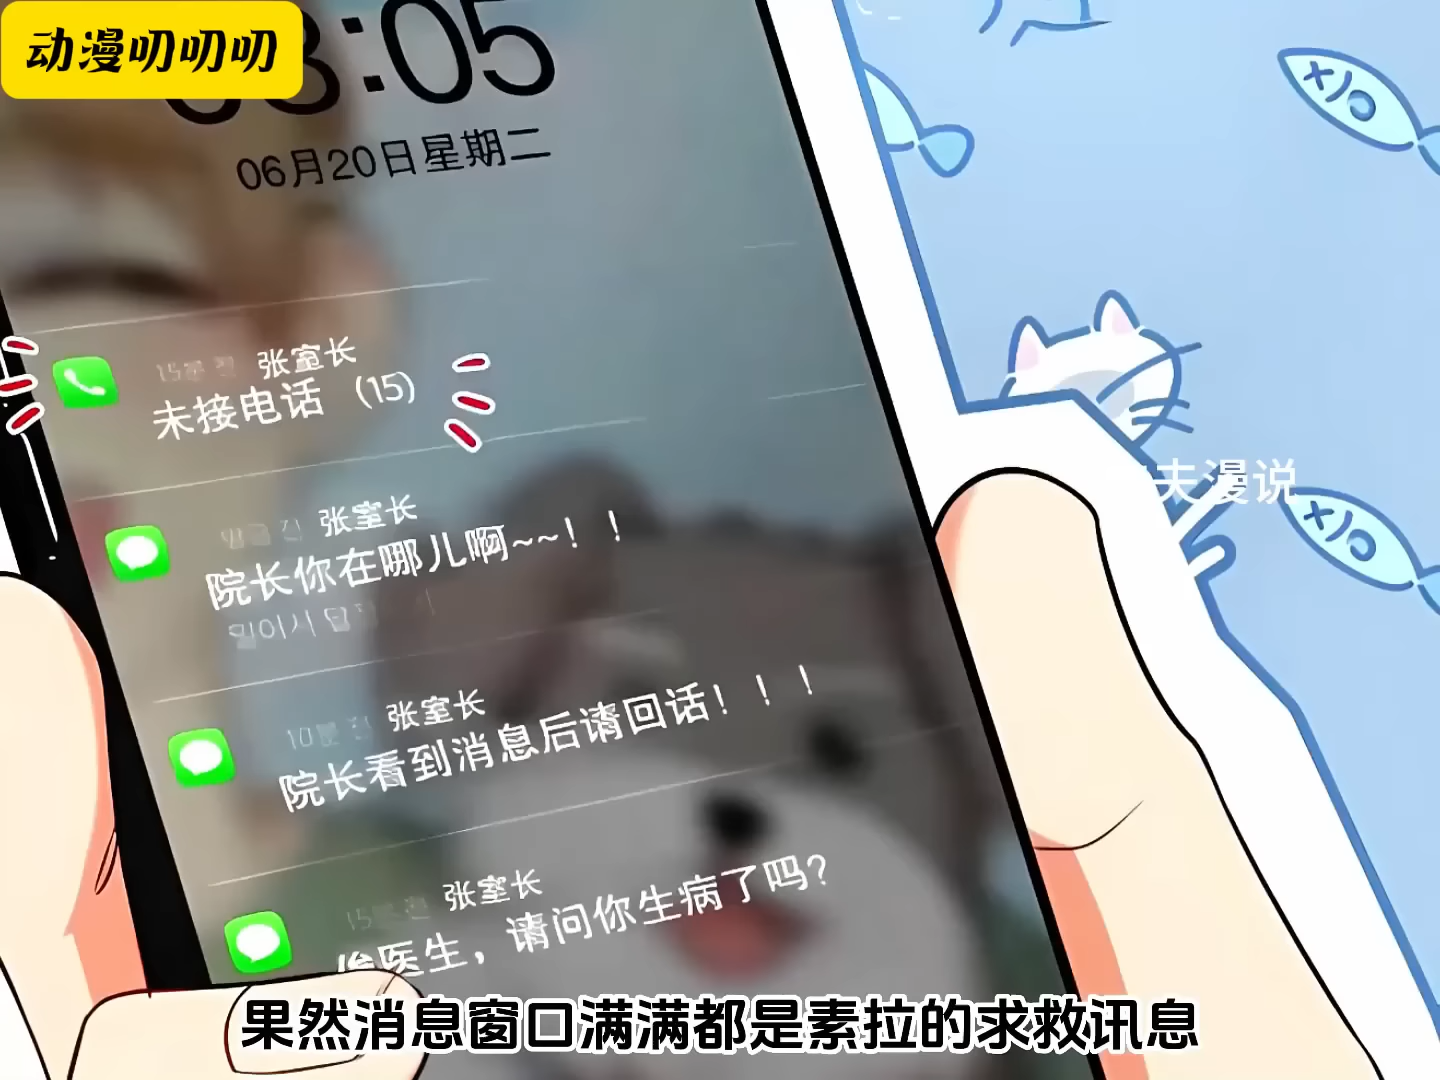 动漫叨叨叨
:05
06月20日星期二
张室长
未接电话（15）
张室长
院长你在哪儿啊~~！！
张室长
院长看到消息后请回话！！！
夫漫说
张室长
医生，请问你生病了吗？
果然消息窗口满满都是素拉的求救讯息